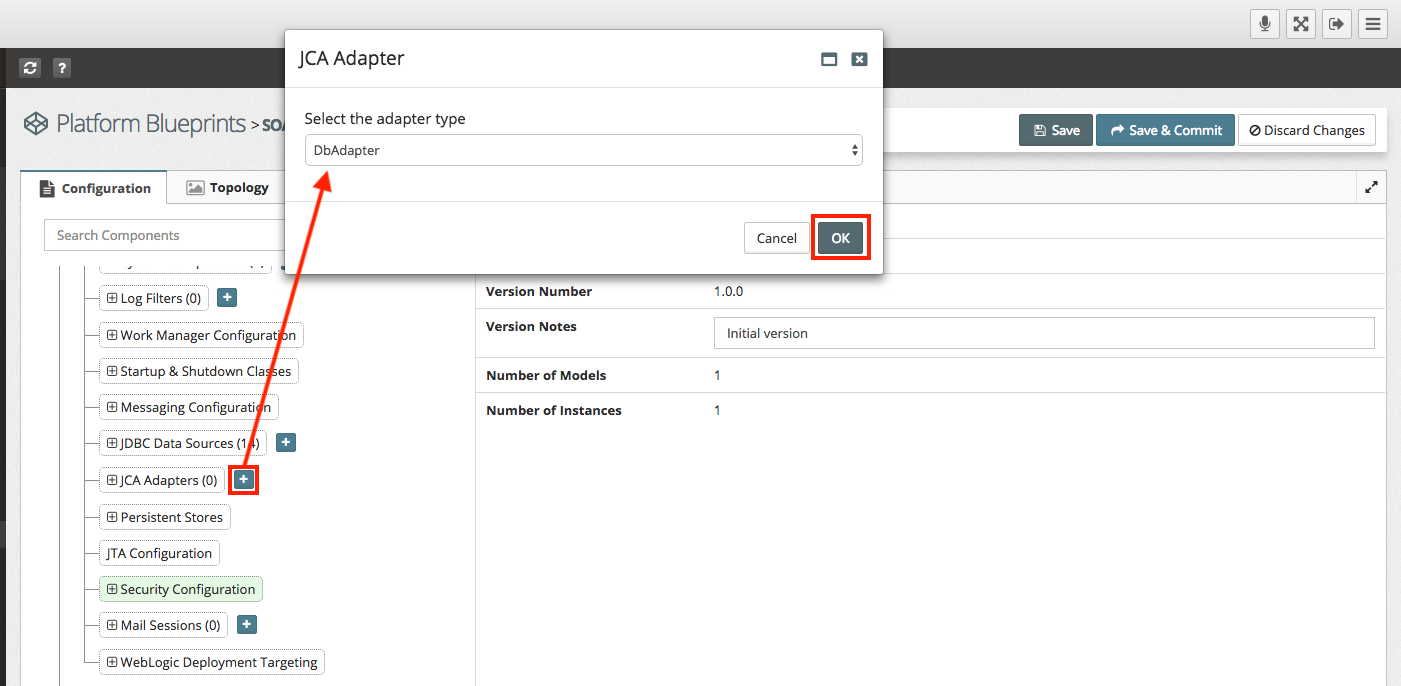 JCA Adapter
Select the adapter type
DbAdapter
Cancel
OK
?
Platform Blueprints >
Save
Save & Commit
Discard Changes
Configuration
Topology
Search Components
Log Filters (0) +
Work Manager Configuration
Startup & Shutdown Classes
Messaging Configuration
JDBC Data Sources (14) +
JCA Adapters (0) +
Persistent Stores
JTA Configuration
Security Configuration
Mail Sessions (0) +
WebLogic Deployment Targeting
Version Number 1.0.0
Version Notes Initial version
Number of Models 1
Number of Instances 1